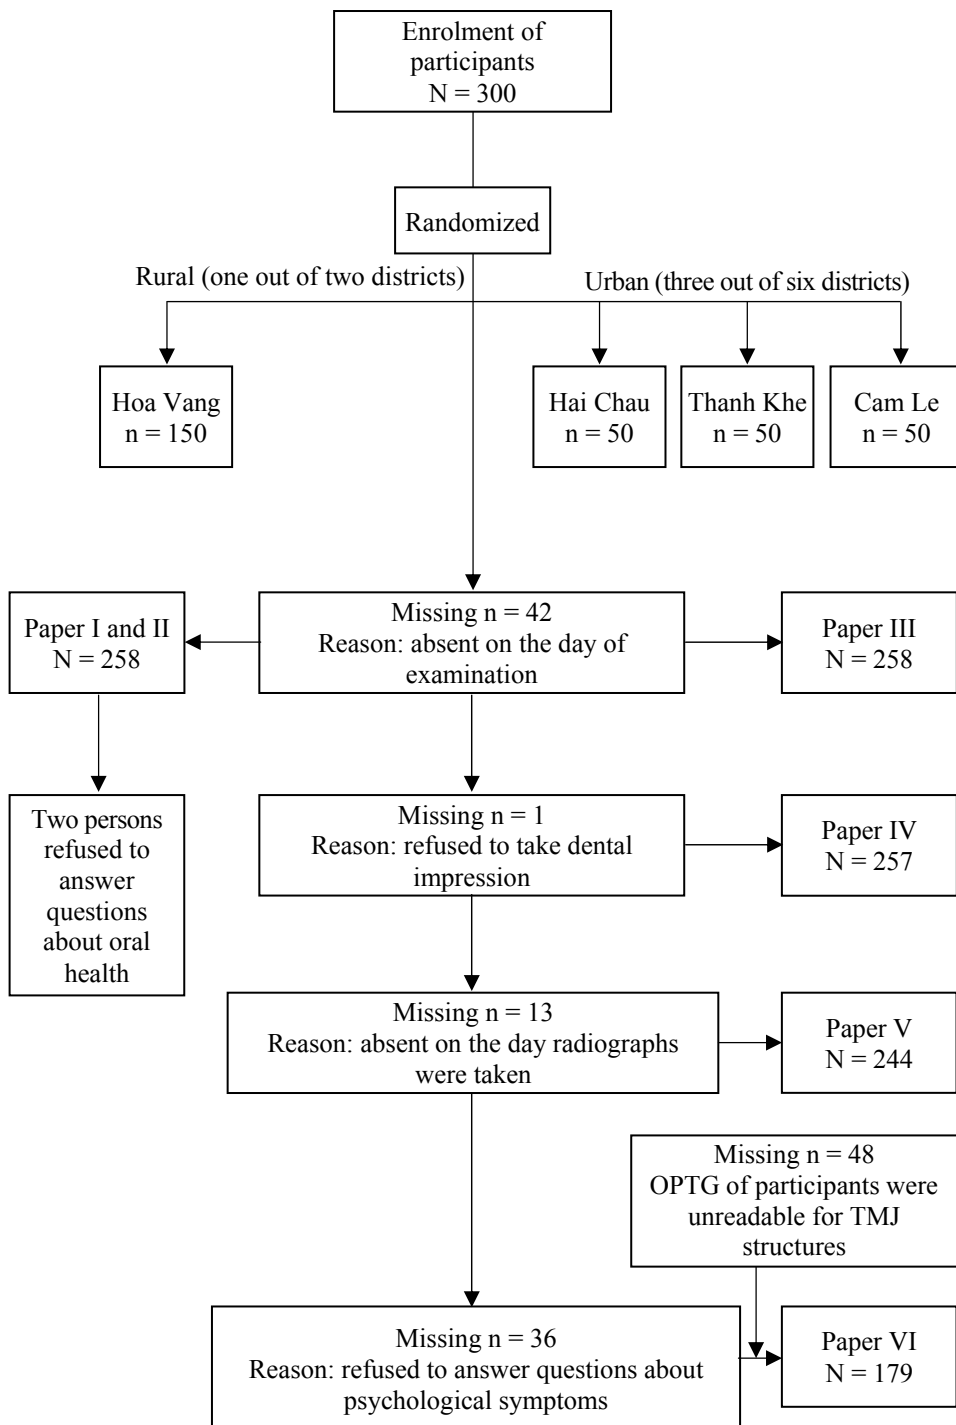 Enrolment of
participants
N = 300
Randomized
Rural (one out of two districts)
Urban (three out of six districts)
Hoa Vang
n = 150
Hai Chau
n = 50
Thanh Khe
n = 50
Cam Le
n = 50
Paper I and II
N = 258
Missing n = 42
Reason: absent on the day of
examination
Paper III
N = 258
Two persons
refused to
answer
questions
about oral
health
Missing n = 1
Reason: refused to take dental
impression
Paper IV
N = 257
Missing n = 13
Reason: absent on the day radiographs
were taken
Paper V
N = 244
Missing n = 48
OPTG of participants were
unreadable for TMJ
structures
Missing n = 36
Reason: refused to answer questions about
psychological symptoms
Paper VI
N = 179